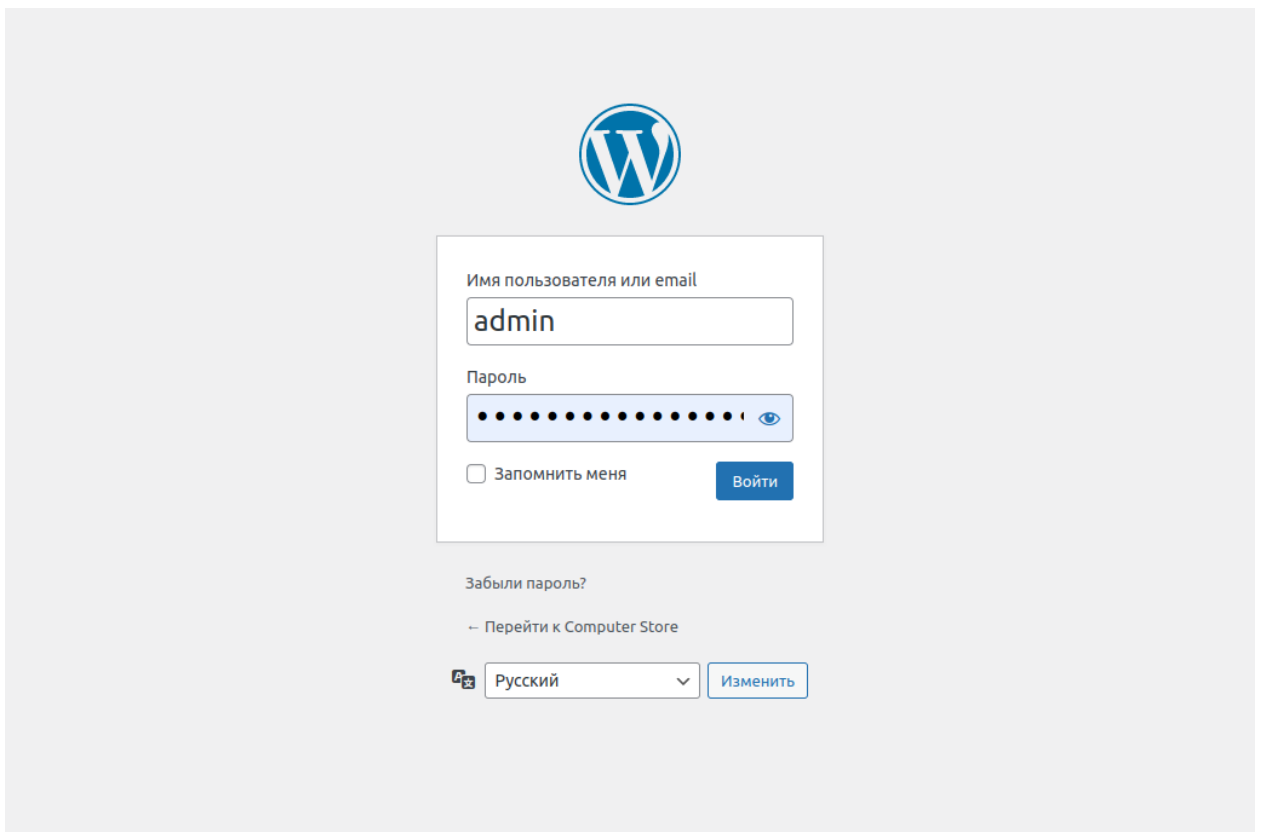 Имя пользователя или email
admin
Пароль
Запомнить меня
Войти
Забыли пароль?
← Перейти к Computer Store
Русский
Изменить